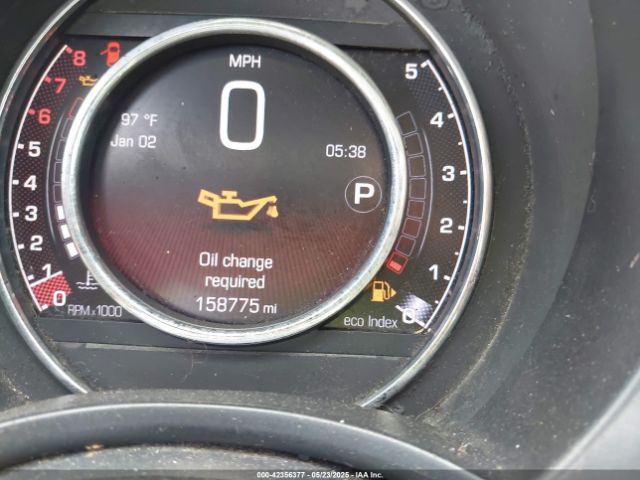 MPH
0
97 °F
Jan 02
05:38
P
Oil change
required
158775 mi
8
7
6
5
4
3
2
1
0
RPM x1000
5
4
3
2
1
0
eco Index
000-42356377 - 05/23/2025 - IAA Inc.